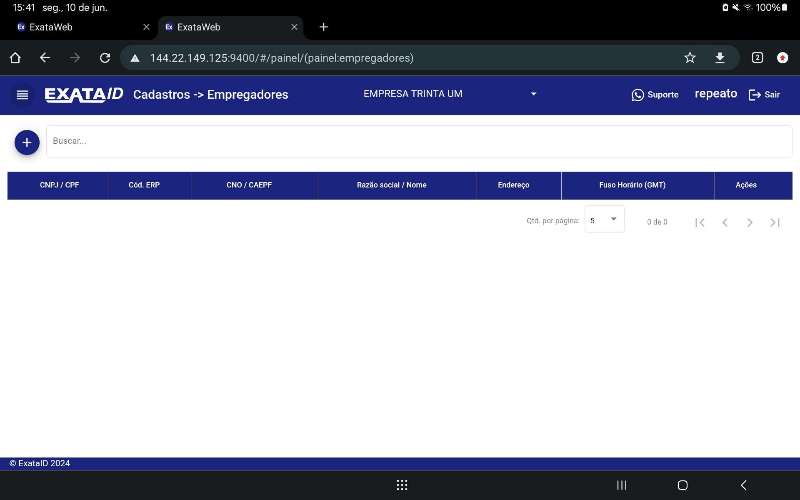 15:41 seg., 10 de jun. 100%
ExataWeb
ExataWeb
144.22.149.125:9400/#/painel/(painel:empregadores)
2
EXATAID Cadastros -> Empregadores EMPRESA TRINTA UM Suporte repeato Sair
Buscar...
CNPJ / CPF Cód. ERP CNO / CAEPF Razão social / Nome Endereço Fuso Horário (GMT) Ações
Qtd. por página: 5 0 de 0
© ExataID 2024